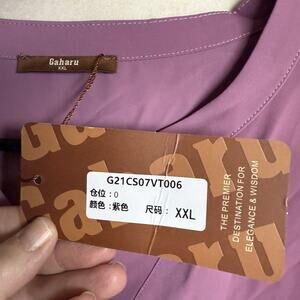 Gaharu
XXL
G21CS07VT006
仓位:0
颜色:紫色 尺码: XXL
THE PREMIER
DESTINATION FOR
ELEGANCE & WISDOM
Gaharu